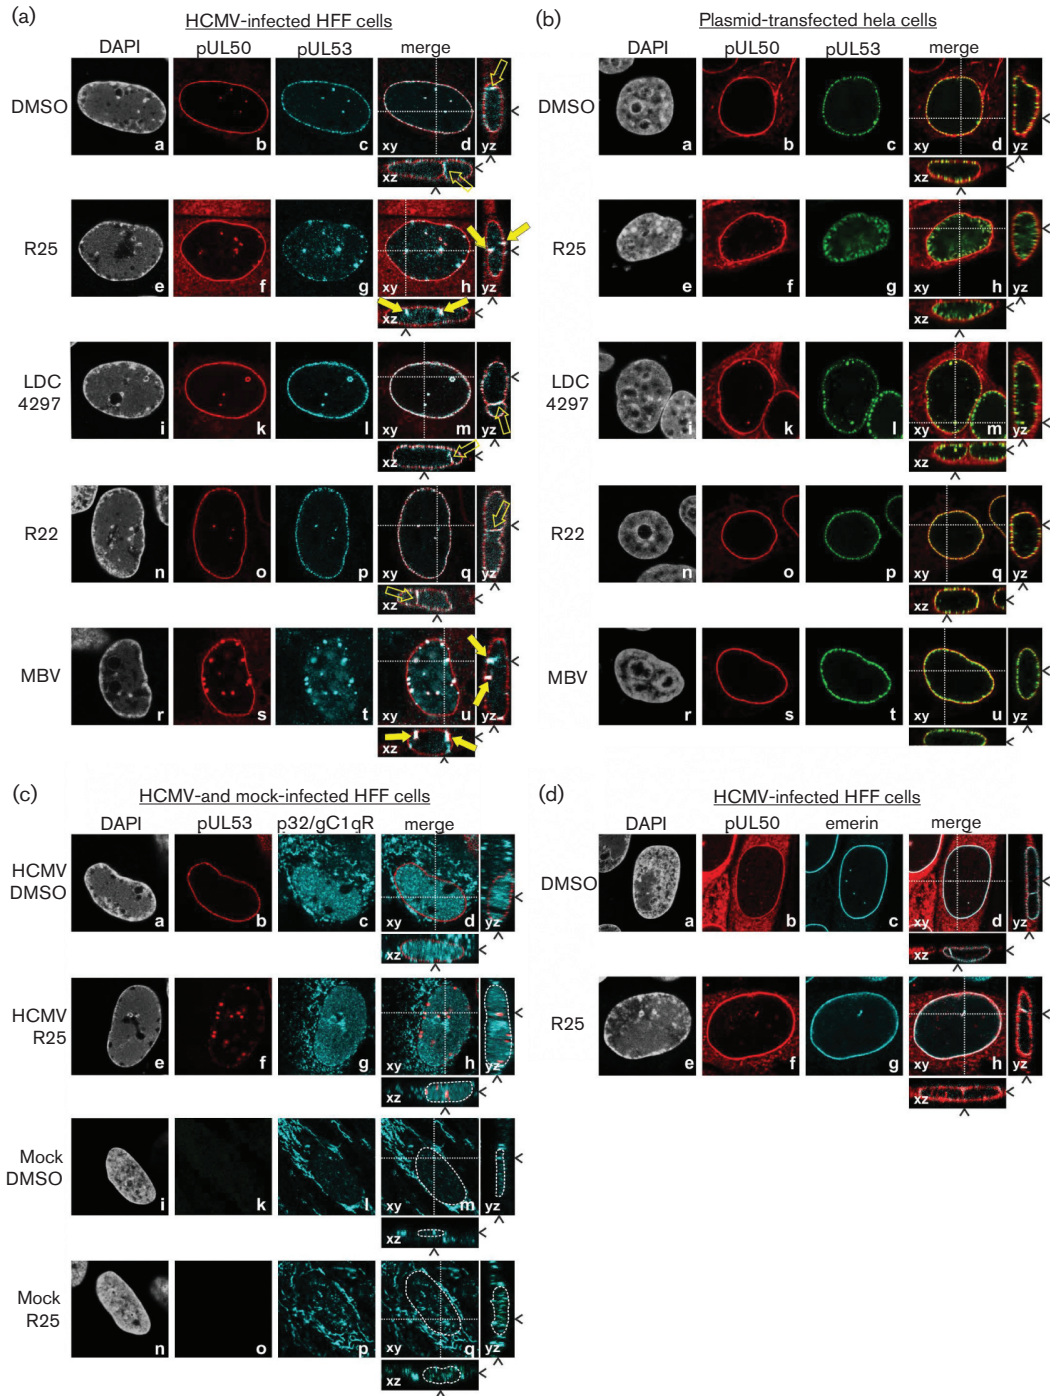 (a)
HCMV-infected HFF cells
DAPI pUL50 pUL53 merge
DMSO
a b c d
xy yz
xz
R25
e f g h
xy yz
xz
LDC
4297
i k l m
xy yz
xz
R22
n o p q
xy yz
xz
MBV
r s t u
xy yz
xz
(b)
Plasmid-transfected hela cells
DAPI pUL50 pUL53 merge
DMSO
a b c d
xy yz
xz
R25
e f g h
xy yz
xz
LDC
4297
i k l m
xy yz
xz
R22
n o p q
xy yz
xz
MBV
r s t u
xy yz
xz
(c)
HCMV-and mock-infected HFF cells
DAPI pUL53 p32/gC1qR merge
HCMV
DMSO
a b c d
xy yz
xz
HCMV
R25
e f g h
xy yz
xz
Mock
DMSO
i k l m
xy yz
xz
Mock
R25
n o p q
xy yz
xz
(d)
HCMV-infected HFF cells
DAPI pUL50 emerin merge
DMSO
a b c d
xy yz
xz
R25
e f g h
xy yz
xz